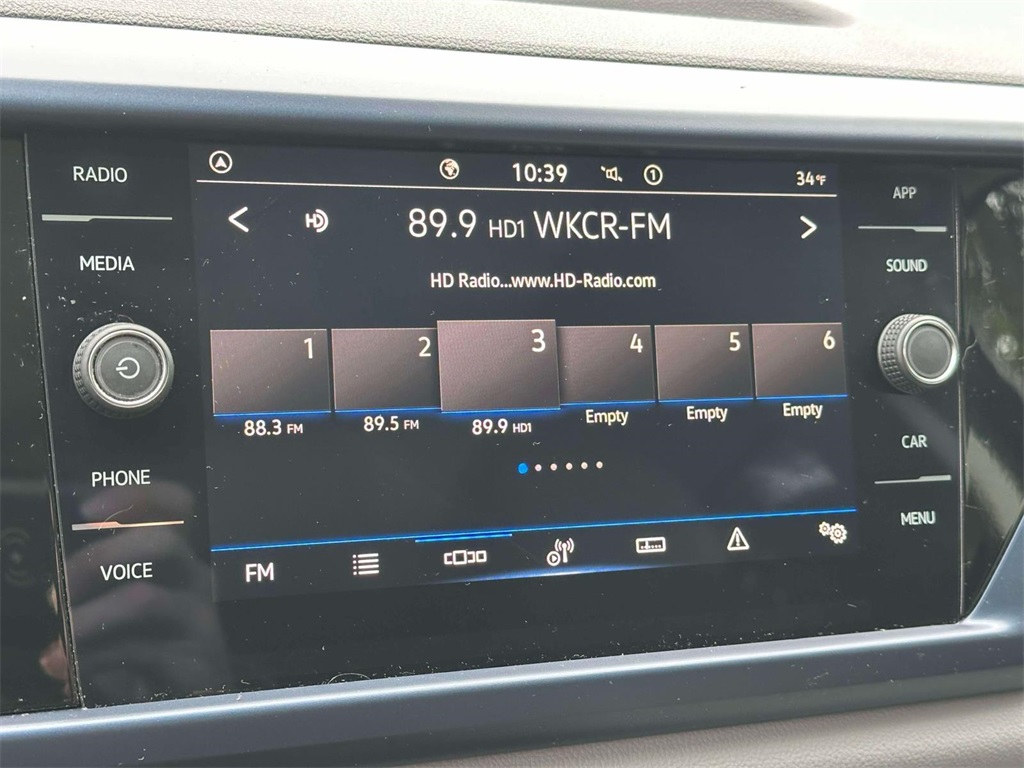 RADIO
MEDIA
PHONE
VOICE
10:39
1
34°F
89.9 HD1 WKCR-FM
HD Radio...www.HD-Radio.com
1 2 3 4 5 6
88.3 FM 89.5 FM 89.9 HD1 Empty Empty Empty
FM
APP
SOUND
CAR
MENU